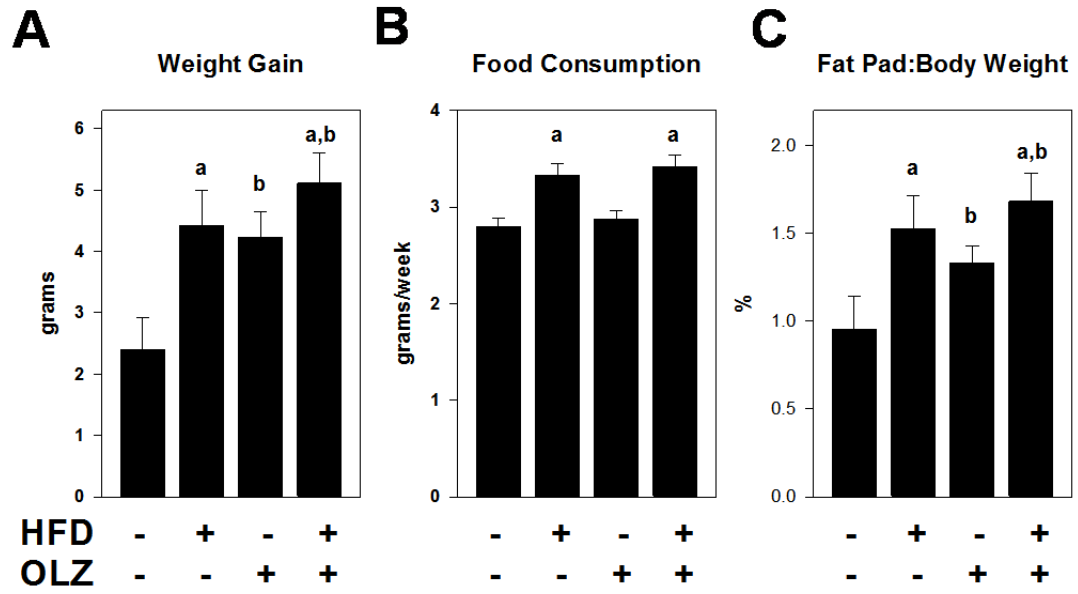 A
Weight Gain
grams
6
5
4
3
2
1
0
a
b
a,b
B
Food Consumption
grams/week
4
3
2
1
0
a
a
C
Fat Pad:Body Weight
%
2.0
1.5
1.0
0.5
0.0
a
b
a,b
HFD - + - + - + - + - + - +
OLZ - - + + - - + + - - + +